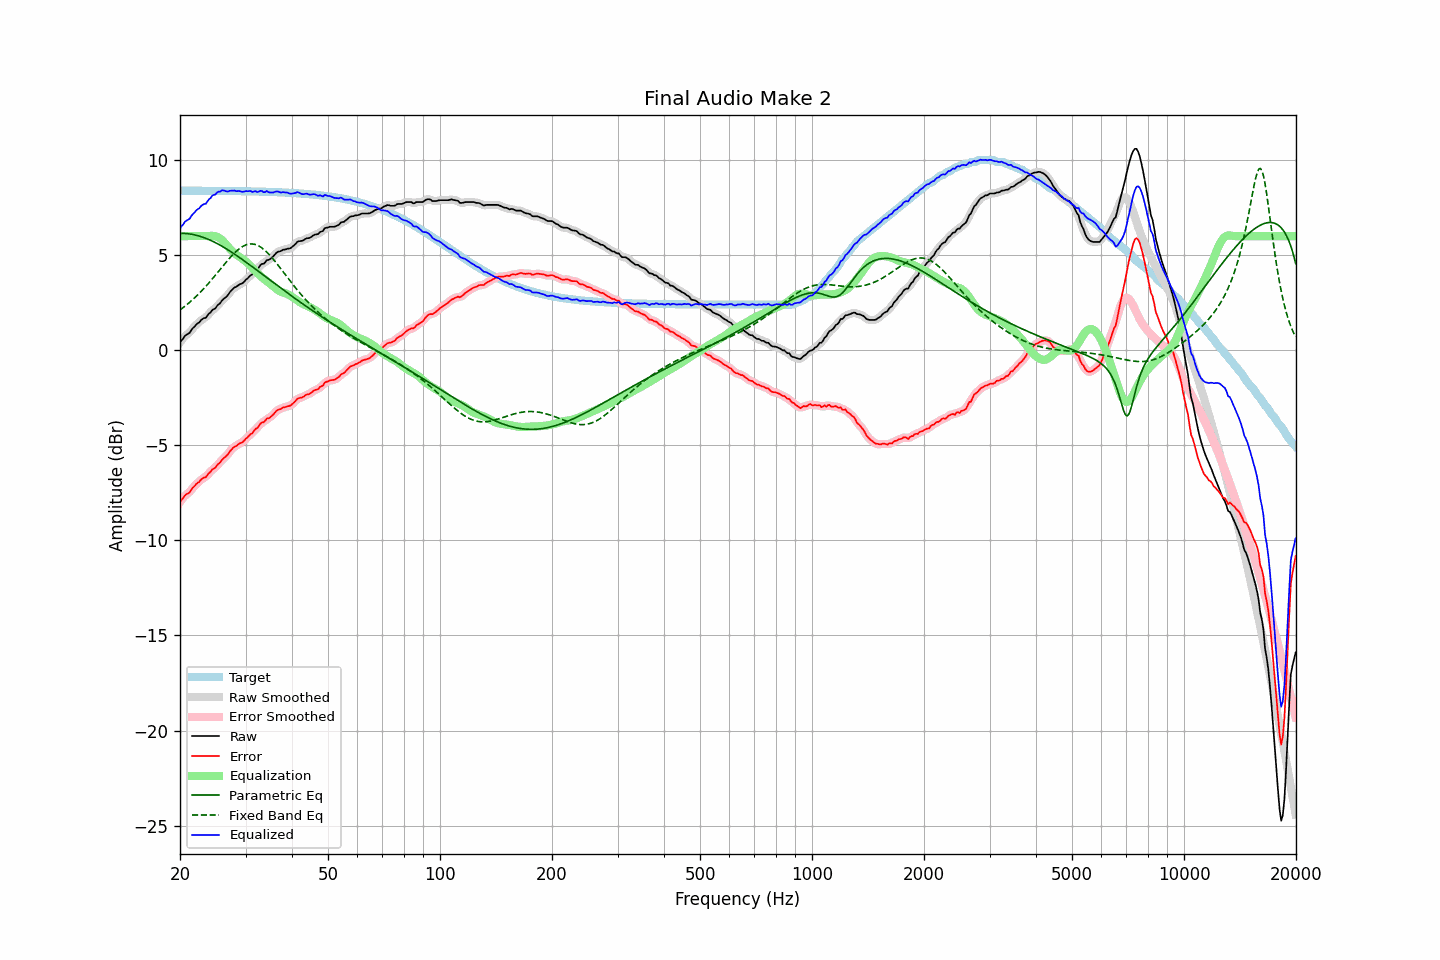 Final Audio Make 2
10
5
0
−5
−10
−15
−20
−25
Amplitude (dBr)
Target
Raw Smoothed
Error Smoothed
Raw
Error
Equalization
Parametric Eq
Fixed Band Eq
Equalized
20 50 100 200 500 1000 2000 5000 10000 20000
Frequency (Hz)